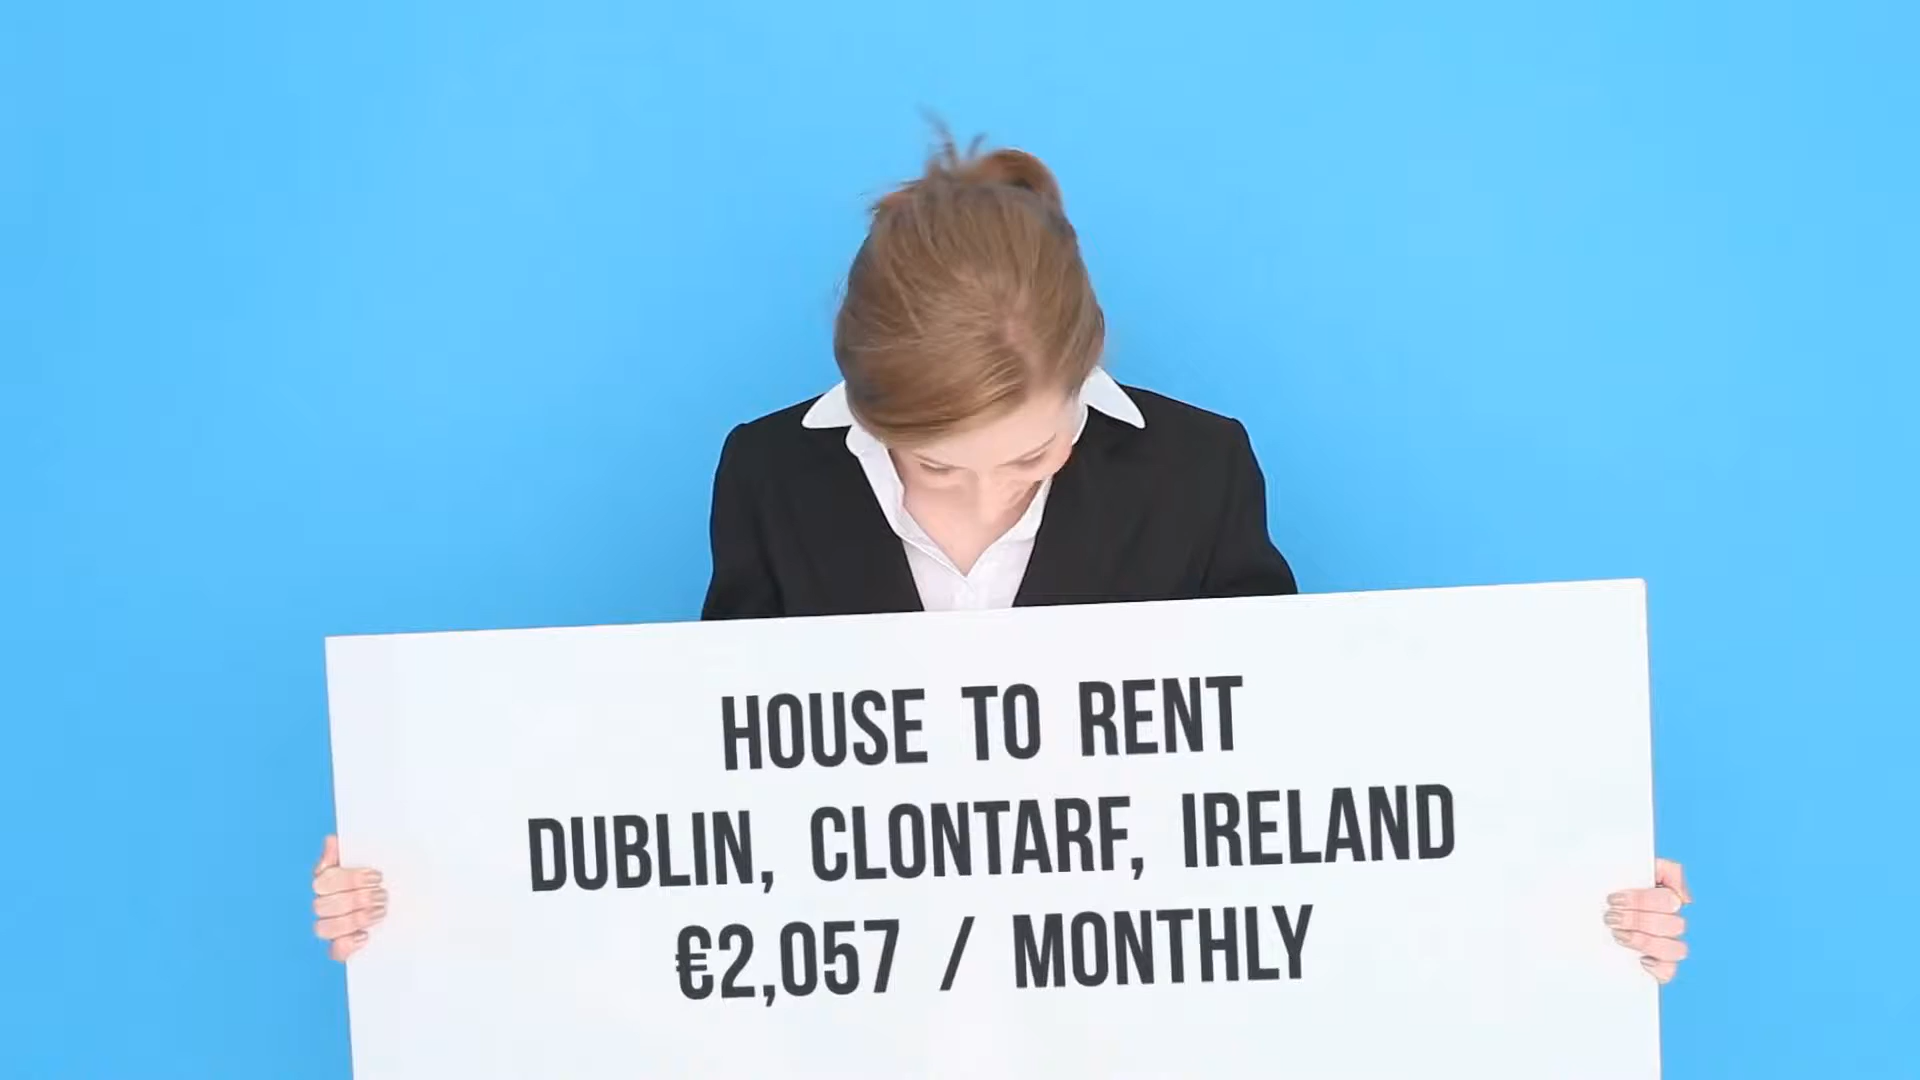 HOUSE TO RENT
DUBLIN, CLONTARF, IRELAND
€2,057 / MONTHLY